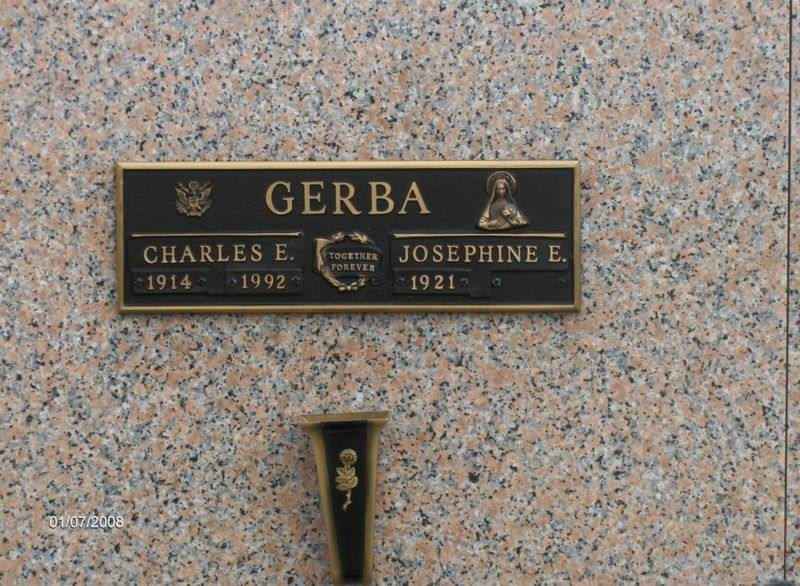 GERBA
CHARLES E.
1914 1992
TOGETHER
FOREVER
JOSEPHINE E.
1921
01/07/2008